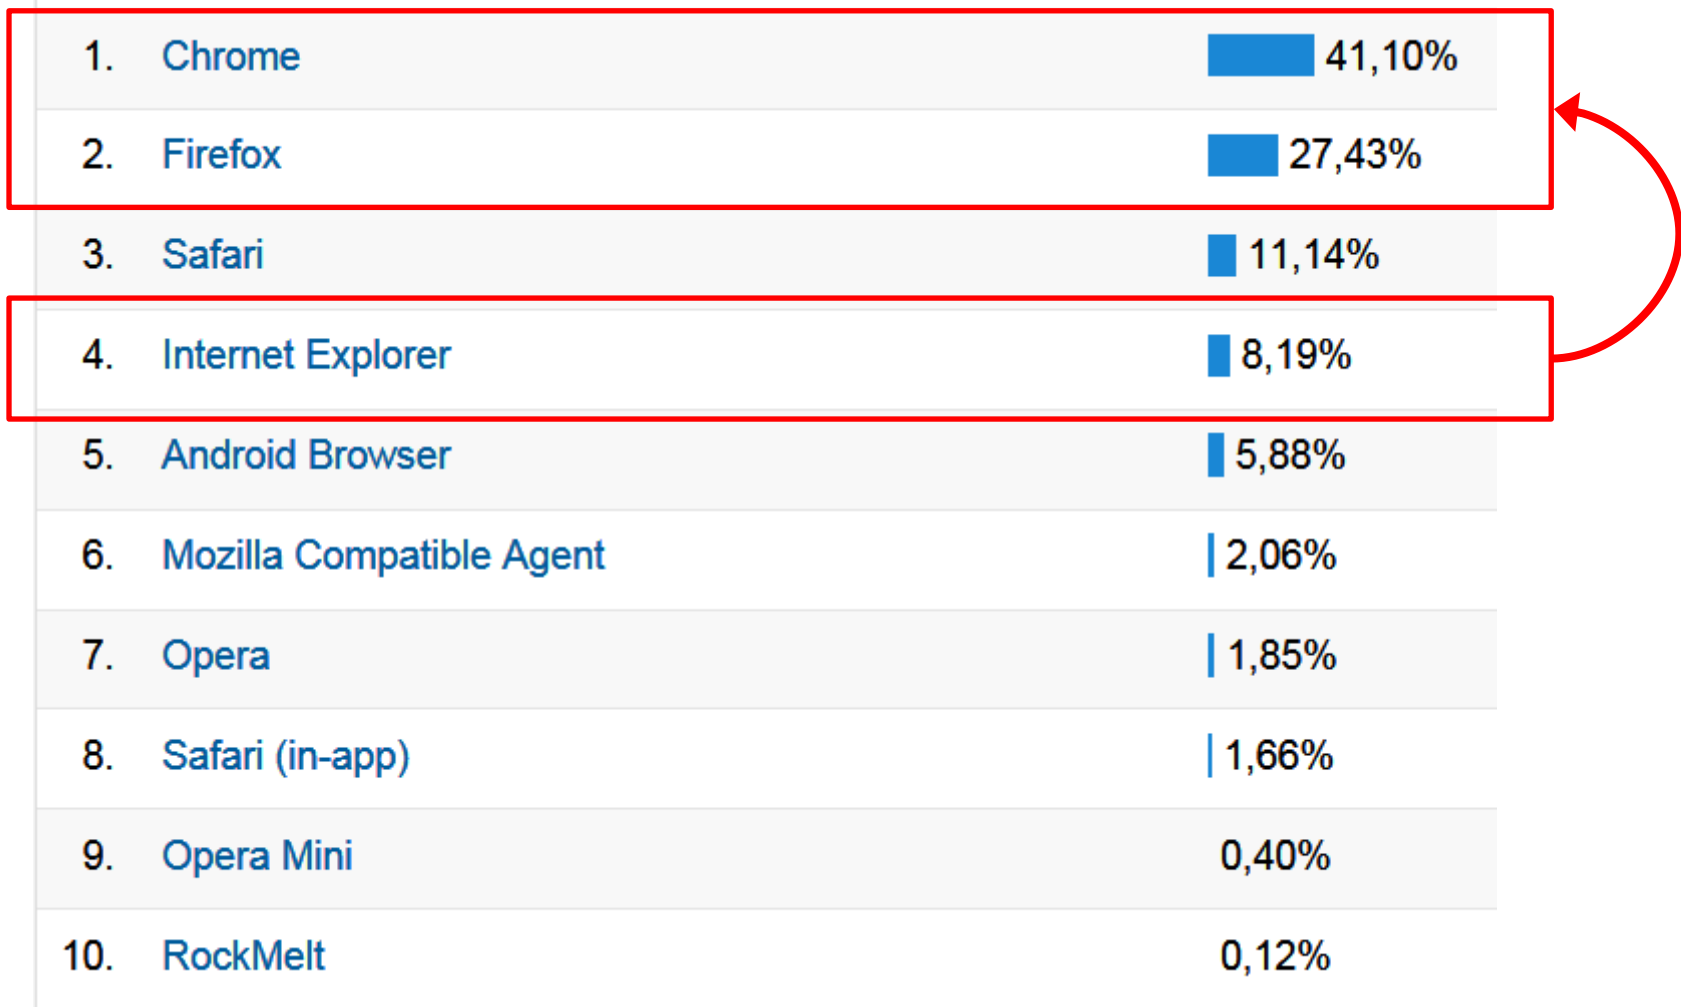 1. Chrome 41,10%
2. Firefox 27,43%
3. Safari 11,14%
4. Internet Explorer 8,19%
5. Android Browser 5,88%
6. Mozilla Compatible Agent 2,06%
7. Opera 1,85%
8. Safari (in-app) 1,66%
9. Opera Mini 0,40%
10. RockMelt 0,12%